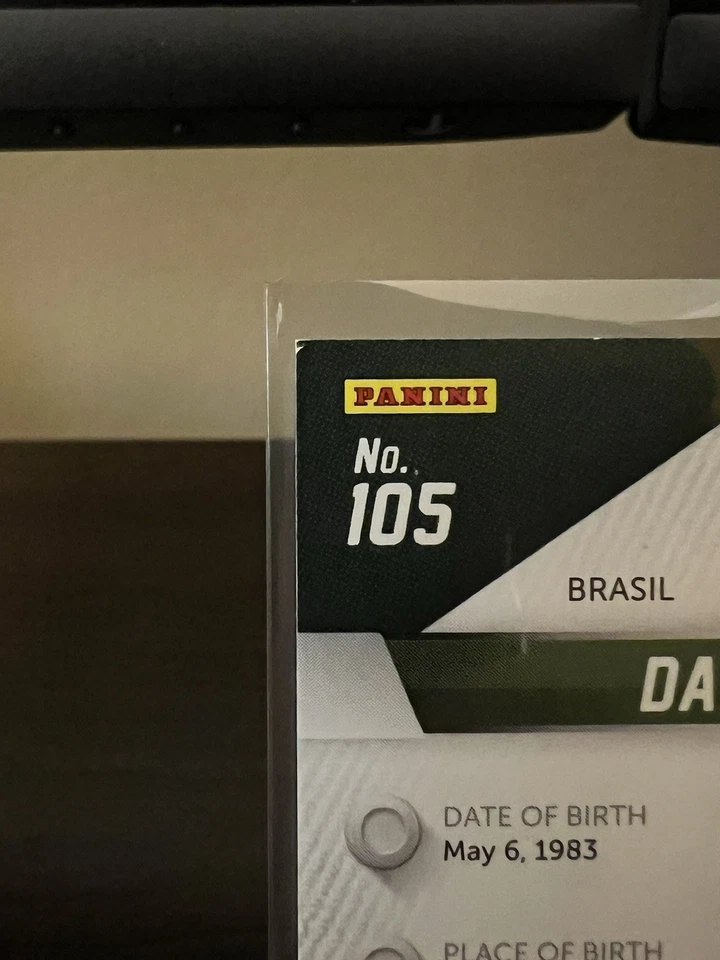 PANINI
No.
105
BRASIL
DA
DATE OF BIRTH
May 6, 1983
PLACE OF BIRTH